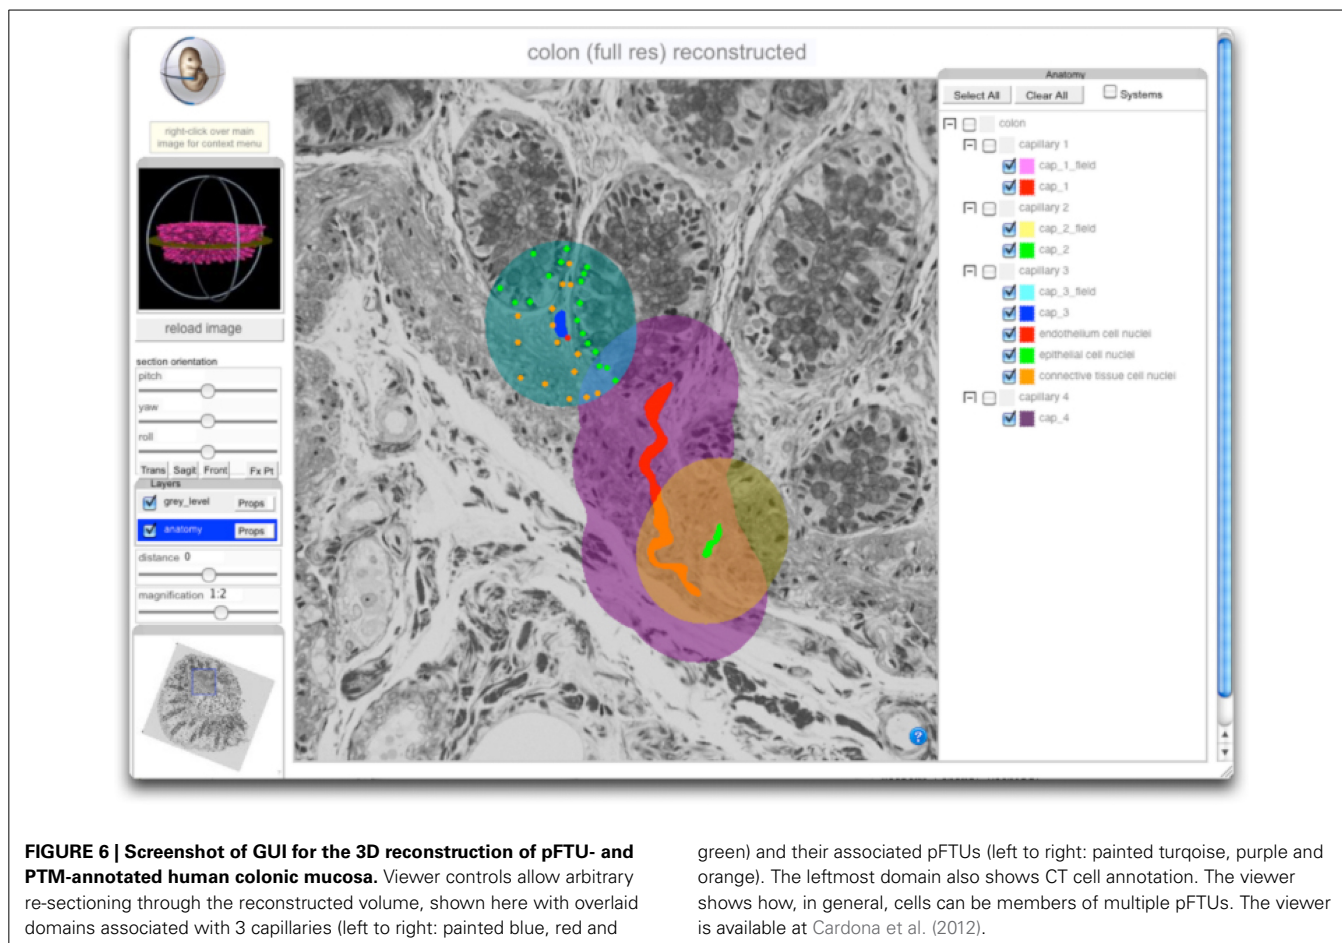 colon (full res) reconstructed
right-click over main
image for context menu
reload image
section orientation
pitch
yaw
roll
Trans Sagit Front Fx Pt
Layers
grey_level Props
anatomy Props
distance 0
magnification 1:2
?
Anatomy
Select All Clear All Systems
colon
capillary 1
cap_1_field
cap_1
capillary 2
cap_2_field
cap_2
capillary 3
cap_3_field
cap_3
endothelium cell nuclei
epithelial cell nuclei
connective tissue cell nuclei
capillary 4
cap_4
FIGURE 6 | Screenshot of GUI for the 3D reconstruction of pFTU- and
PTM-annotated human colonic mucosa. Viewer controls allow arbitrary
re-sectioning through the reconstructed volume, shown here with overlaid
domains associated with 3 capillaries (left to right: painted blue, red and
green) and their associated pFTUs (left to right: painted turqoise, purple and
orange). The leftmost domain also shows CT cell annotation. The viewer
shows how, in general, cells can be members of multiple pFTUs. The viewer
is available at Cardona et al. (2012).